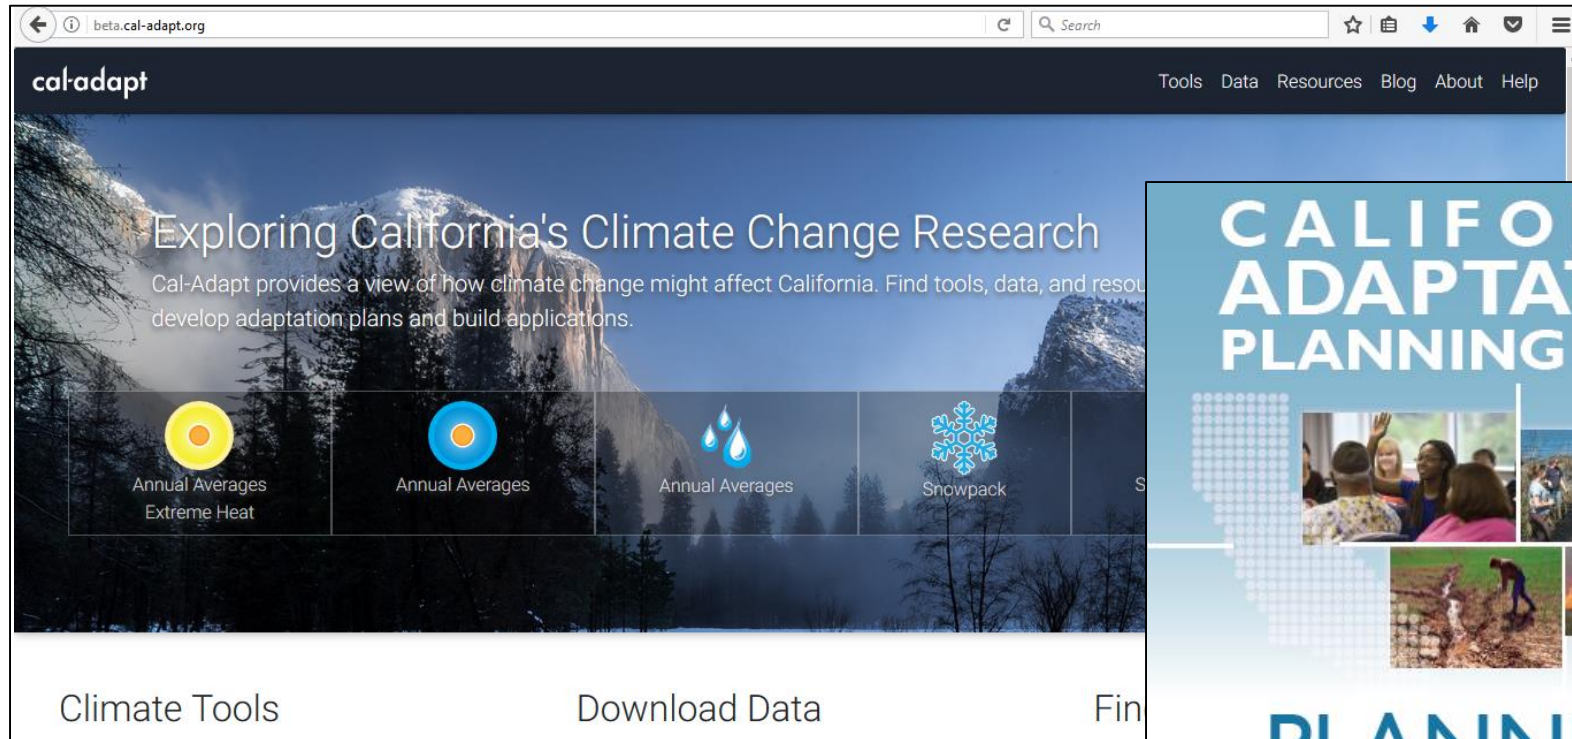 beta.cal-adapt.org
Search
cal-adapt
Tools Data Resources Blog About Help
Exploring California's Climate Change Research
Cal-Adapt provides a view of how climate change might affect California. Find tools, data, and
develop adaptation plans and build applications.
Annual Averages
Extreme Heat
Annual Averages
Annual Averages
Snowpack
Climate Tools
Download Data
CALIFO
ADAPTA
PLANNING
PLANN